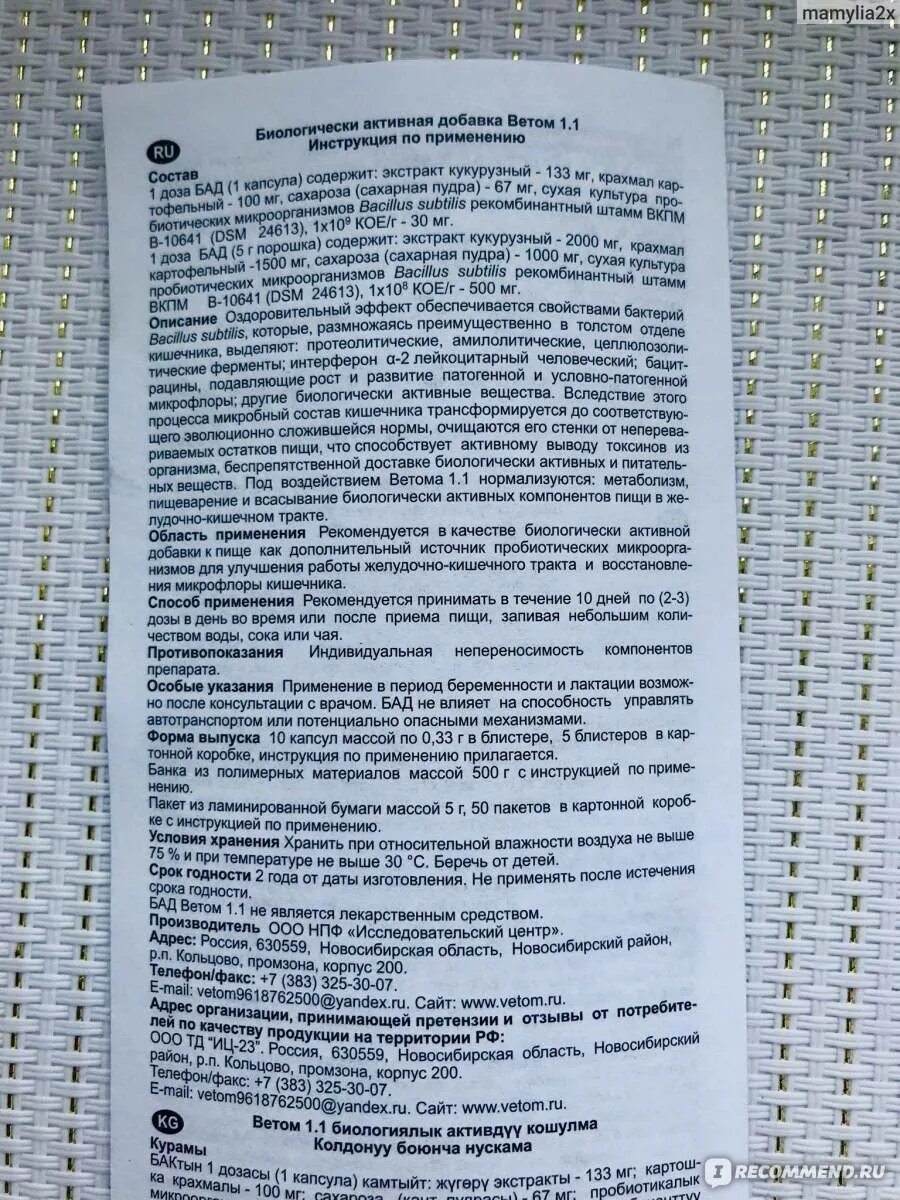 mamylia2x
Биологически активная добавка Ветом 1.1
RU
Инструкция по применению
Состав
1 доза БАД (1 капсула) содержит: экстракт кукурузный - 133 мг, крахмал кар-
тофельный - 100 мг, сахароза (сахарная пудра) - 67 мг, сухая культура про-
биотических микроорганизмов Bacillus subtilis рекомбинантный штамм ВКПМ
В-10641 (DSM 24613), 1х10⁹ КОЕ/г - 30 мг.
1 доза БАД (5 г порошка) содержит: экстракт кукурузный - 2000 мг, крахмал
картофельный -1500 мг, сахароза (сахарная пудра) - 1000 мг, сухая культура
пробиотических микроорганизмов Bacillus subtilis рекомбинантный штамм
ВКПМ В-10641 (DSM 24613), 1х10⁸ КОЕ/г - 500 мг.
Описание Оздоровительный эффект обеспечивается свойствами бактерий
Bacillus subtilis, которые, размножаясь преимущественно в толстом отделе
кишечника, выделяют: протеолитические, амилолитические, целлюлозоли-
тические ферменты; интерферон α-2 лейкоцитарный человеческий; бацит-
рацины, подавляющие рост и развитие патогенной и условно-патогенной
микрофлоры; другие биологически активные вещества. Вследствие этого
процесса микробный состав кишечника трансформируется до соответствую-
щего эволюционно сложившейся нормы, очищаются его стенки от неперева-
риваемых остатков пищи, что способствует активному выводу токсинов из
организма, беспрепятственной доставке биологически активных и питатель-
ных веществ. Под воздействием Ветома 1.1 нормализуются: метаболизм,
пищеварение и всасывание биологически активных компонентов пищи в же-
лудочно-кишечном тракте.
Область применения Рекомендуется в качестве биологически активной
добавки к пище как дополнительный источник пробиотических микроорга-
низмов для улучшения работы желудочно-кишечного тракта и восстановле-
ния микрофлоры кишечника.
Способ применения Рекомендуется принимать в течение 10 дней по (2-3)
дозы в день во время или после приема пищи, запивая небольшим коли-
чеством воды, сока или чая.
Противопоказания Индивидуальная непереносимость компонентов
препарата.
Особые указания Применение в период беременности и лактации возмож-
но после консультации с врачом. БАД не влияет на способность управлять
автотранспортом или потенциально опасными механизмами.
Форма выпуска 10 капсул массой по 0,33 г в блистере, 5 блистеров в кар-
тонной коробке, инструкция по применению прилагается.
Банка из полимерных материалов массой 500 г с инструкцией по приме-
нению.
Пакет из ламинированной бумаги массой 5 г, 50 пакетов в картонной короб-
ке с инструкцией по применению.
Условия хранения Хранить при относительной влажности воздуха не выше
75 % и при температуре не выше 30 °С. Беречь от детей.
Срок годности 2 года от даты изготовления. Не применять после истечения
срока годности.
БАД Ветом 1.1 не является лекарственным средством.
Производитель ООО НПФ «Исследовательский центр».
Адрес: Россия, 630559, Новосибирская область, Новосибирский район,
р.п. Кольцово, промзона, корпус 200.
Телефон/факс: +7 (383) 325-30-07.
E-mail: vetom9618762500@yandex.ru. Сайт: www.vetom.ru.
Адрес организации, принимающей претензии и отзывы от потребите-
лей по качеству продукции на территории РФ:
ООО ТД "ИЦ-23". Россия, 630559, Новосибирская область, Новосибирский
район, р.п. Кольцово, промзона, корпус 200.
Телефон/факс: +7 (383) 325-30-07.
E-mail: vetom9618762500@yandex.ru. Сайт: www.vetom.ru.
KG
Ветом 1.1 биологиялык активдүү кошулма
Колдонуу боюнча нускама
Курамы
БАКтын 1 дозасы (1 капсула) камтыйт: жүгөрү экстракты - 133 мг; картош-
ка крахмалы - 100 мг; сахароза (кант пудрасы) - 67 мг; пробиотикалык
IRECOMMEND.RU